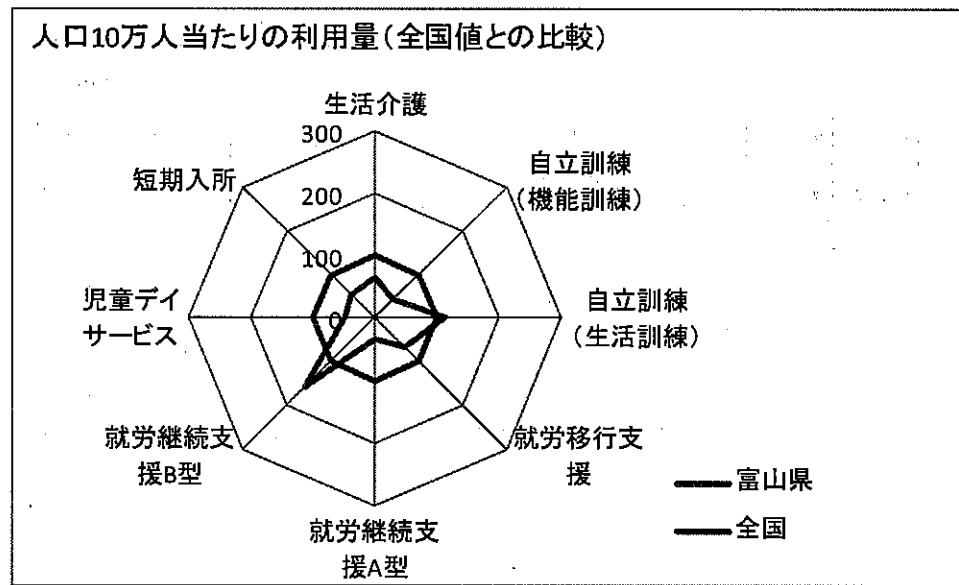 人口10万人当たりの利用量（全国値との比較）
生活介護
300
200
100
0
自立訓練
（機能訓練）
自立訓練
（生活訓練）
就労移行支
援
就労継続支
援A型
就労継続支
援B型
児童デイ
サービス
短期入所
富山県
全国